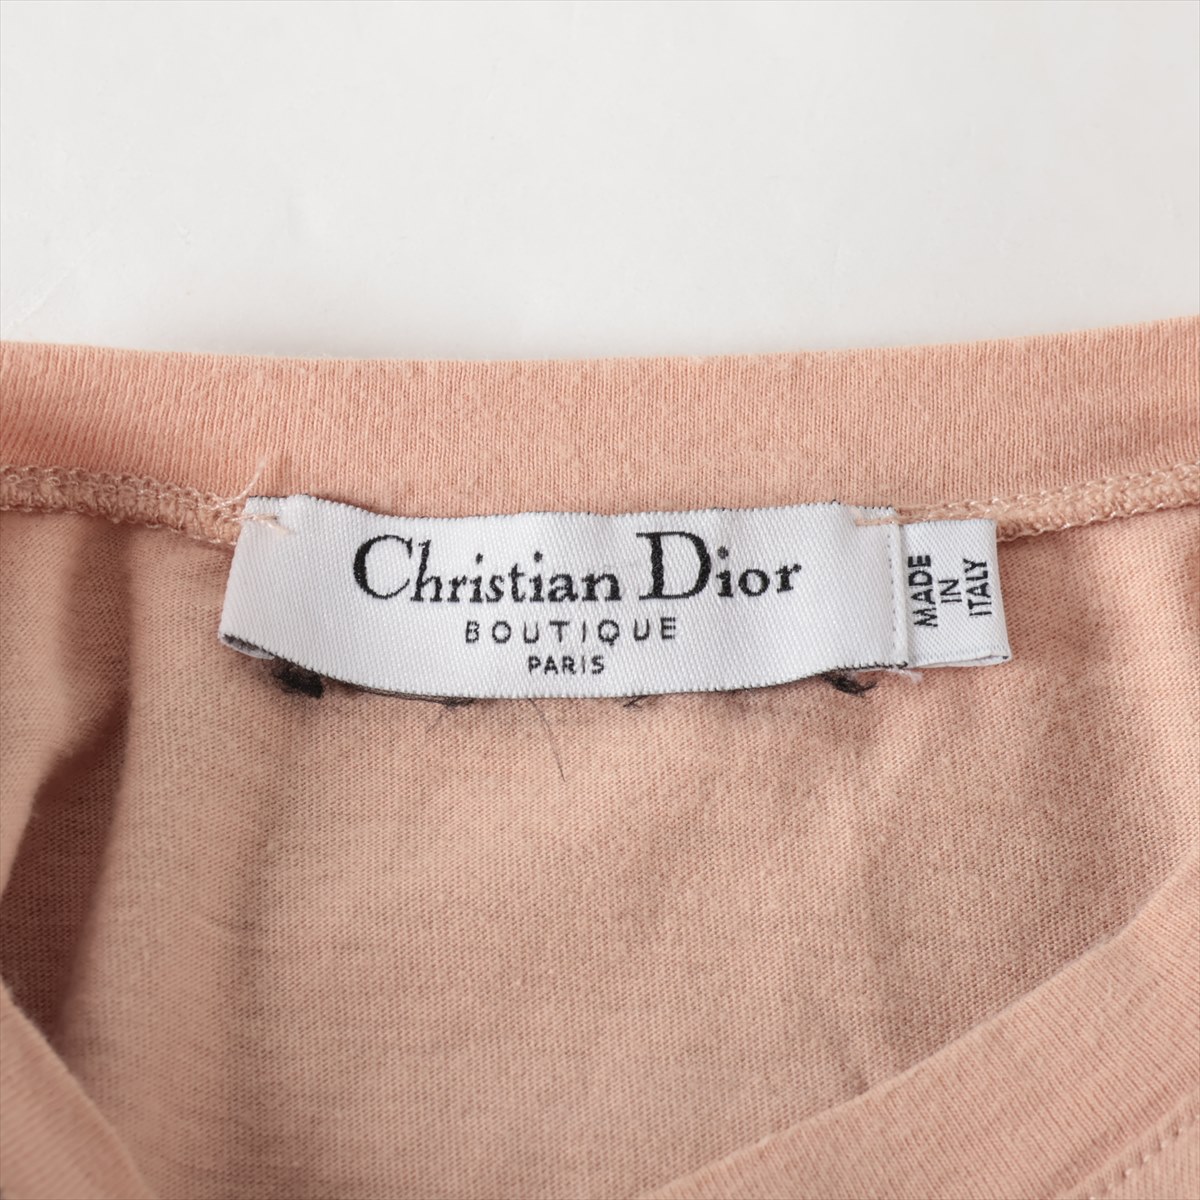 Christian Dior
BOUTIQUE
PARIS
MADE
IN
ITALY